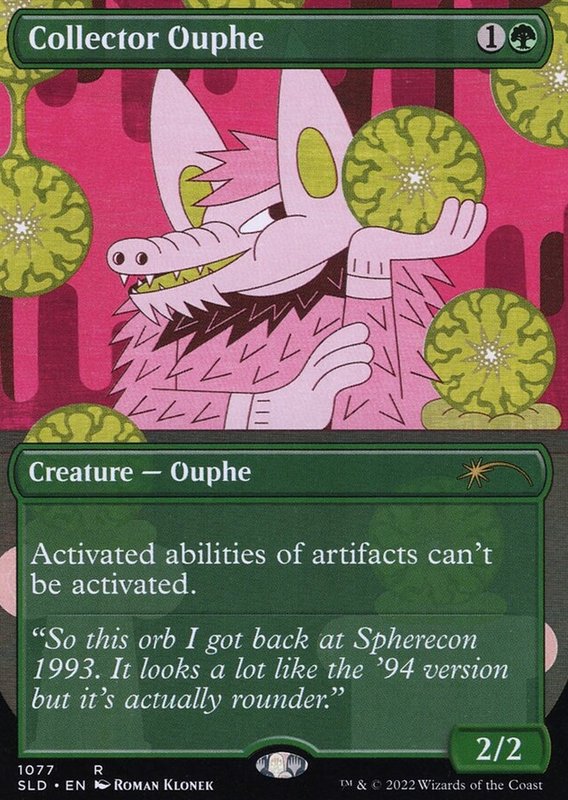 Collector Ouphe 1
Creature — Ouphe
Activated abilities of artifacts can't
be activated.
“So this orb I got back at Spherecon
1993. It looks a lot like the ’94 version
but it’s actually rounder.”
2/2
1077 R
SLD • EN Roman Klonek
™ & © 2022 Wizards of the Coast